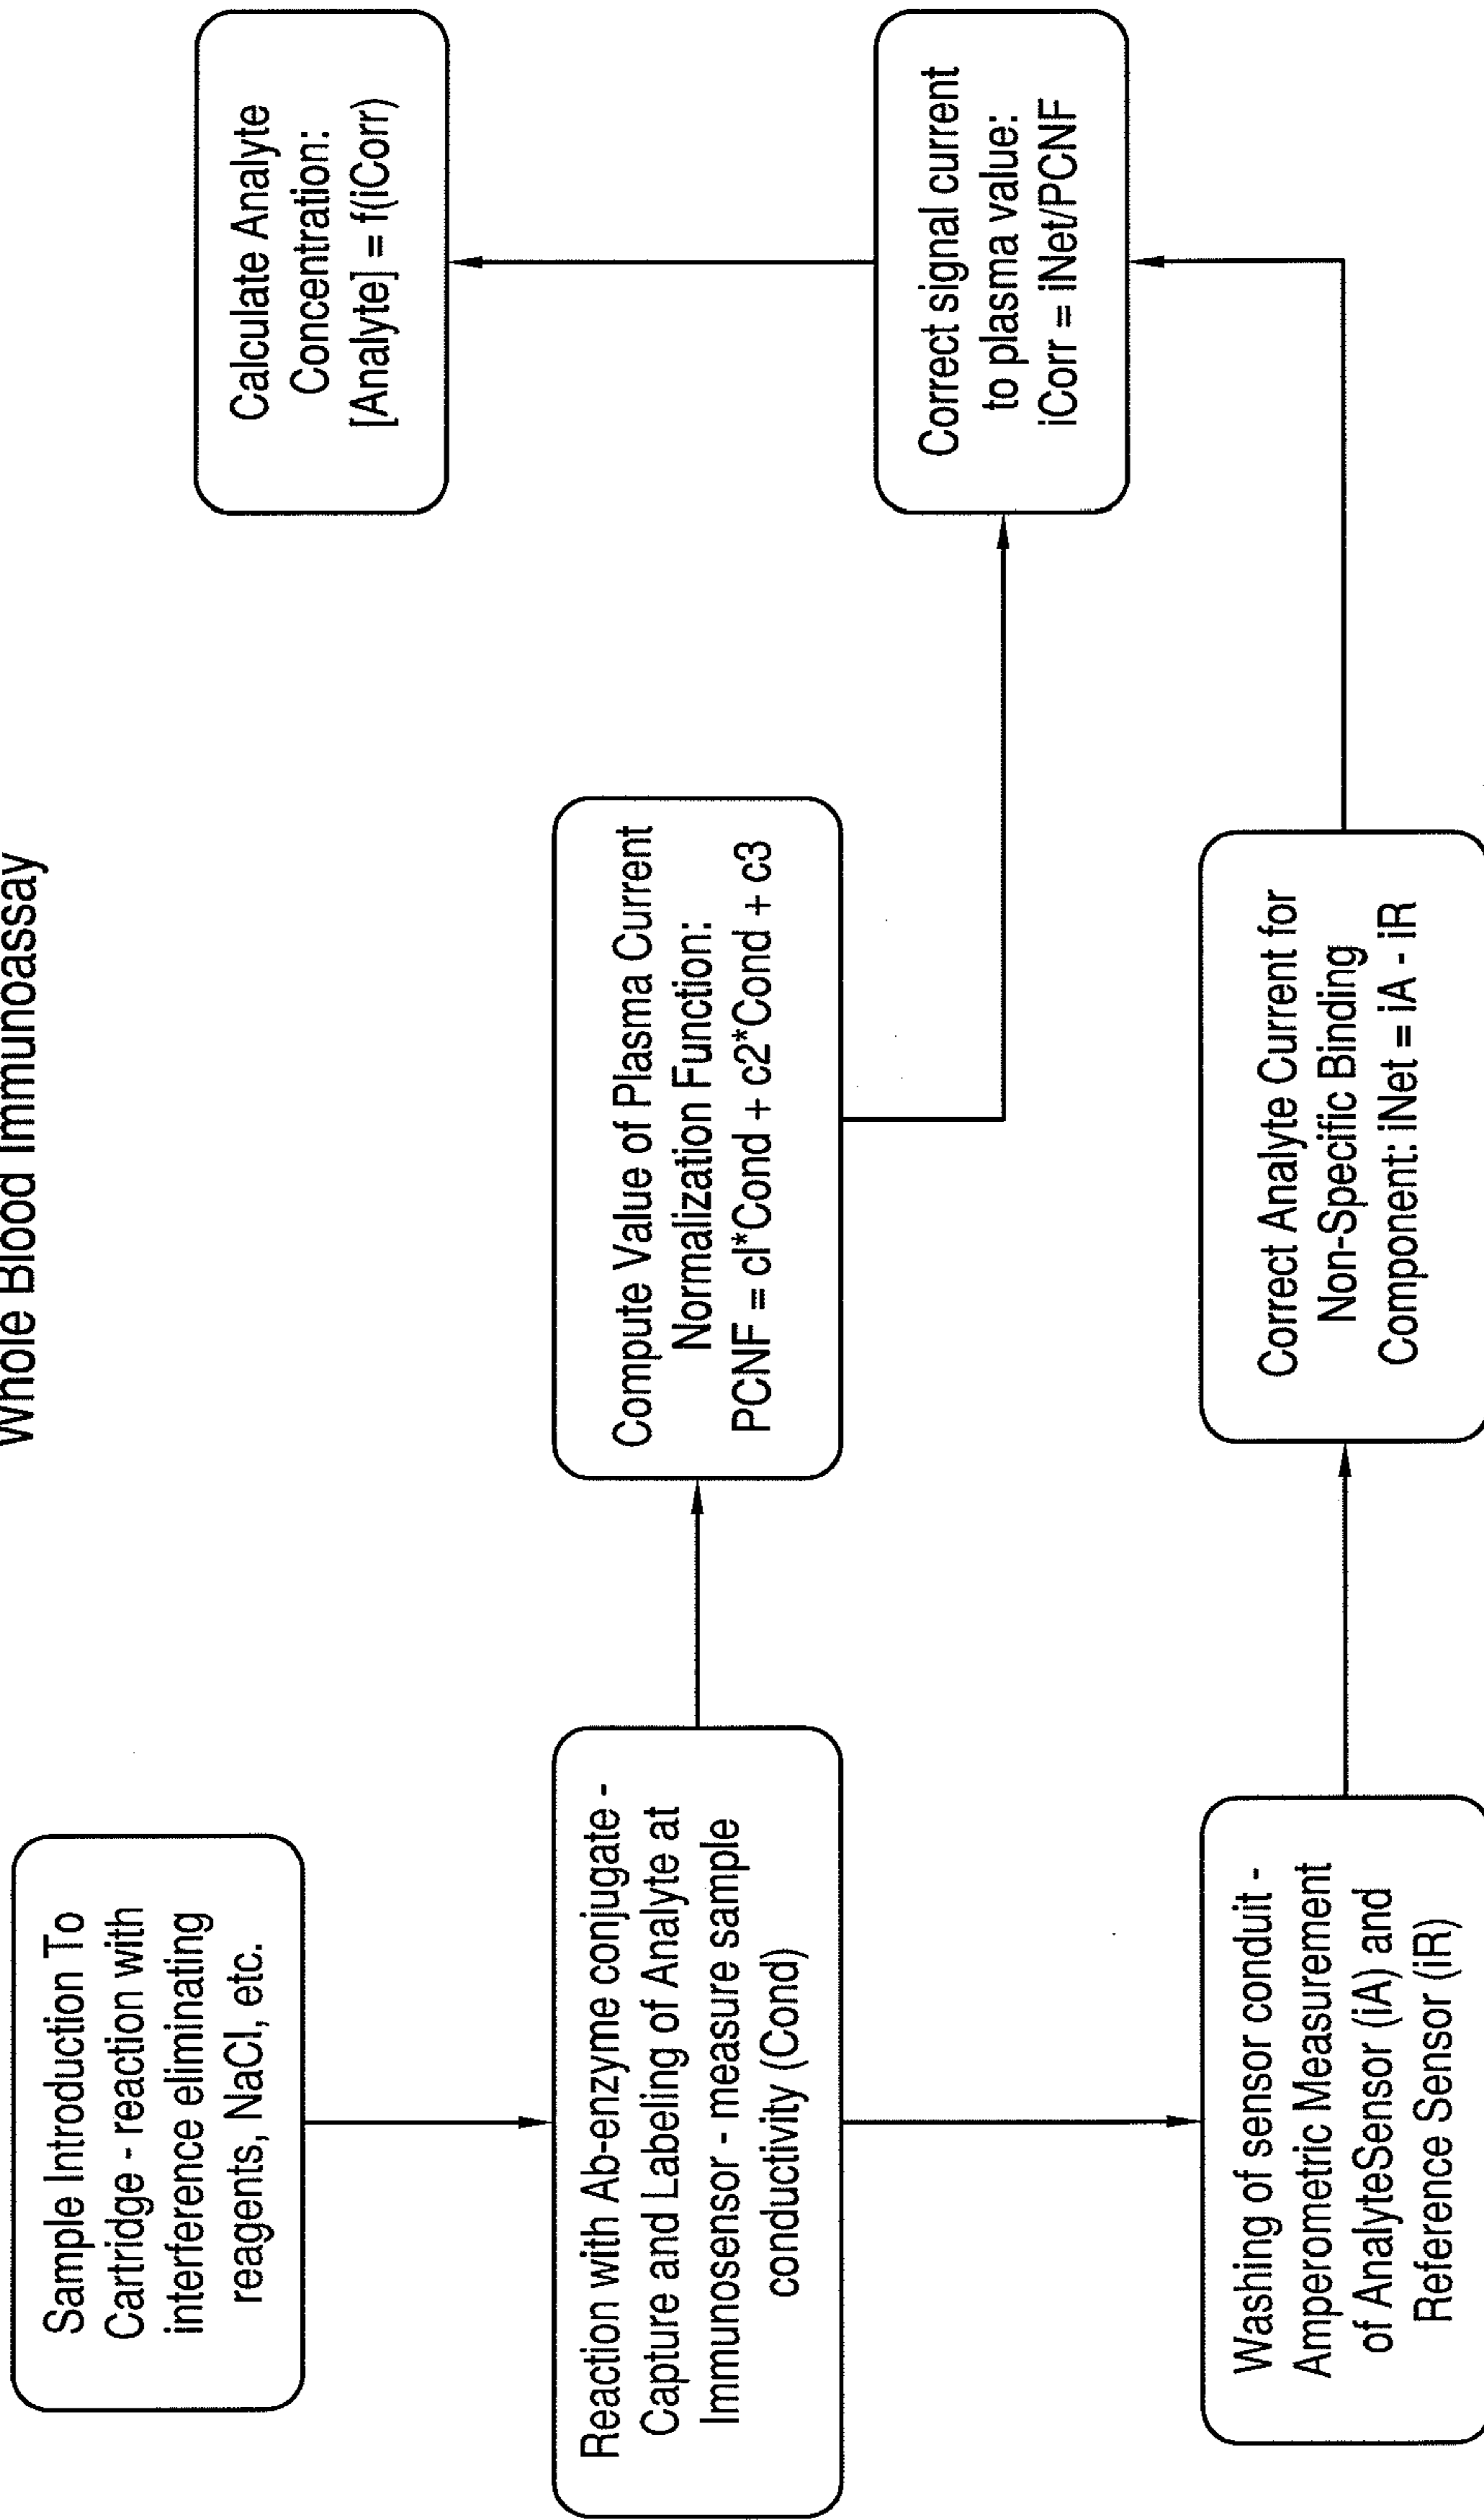 Whole Blood Immunoassay
Sample Introduction To
Cartridge - reaction with
interference eliminating
reagents, NaCl, etc.
Reaction with Ab-enzyme conjugate -
Capture and Labeling of Analyte at
Immunosensor - measure sample
conductivity (Cond)
Compute Value of Plasma Current
Normalization Function:
PCNF = cl*Cond + c2*Cond + c3
Washing of sensor conduit -
Amperometric Measurement
of AnalyteSensor (iA) and
Reference Sensor (iR)
Correct Analyte Current for
Non-Specific Binding
Component: iNet = iA - iR
Correct signal current
to plasma value:
iCorr = iNet/PCNF
Calculate Analyte
Concentration:
[Analyte] = f(iCorr)